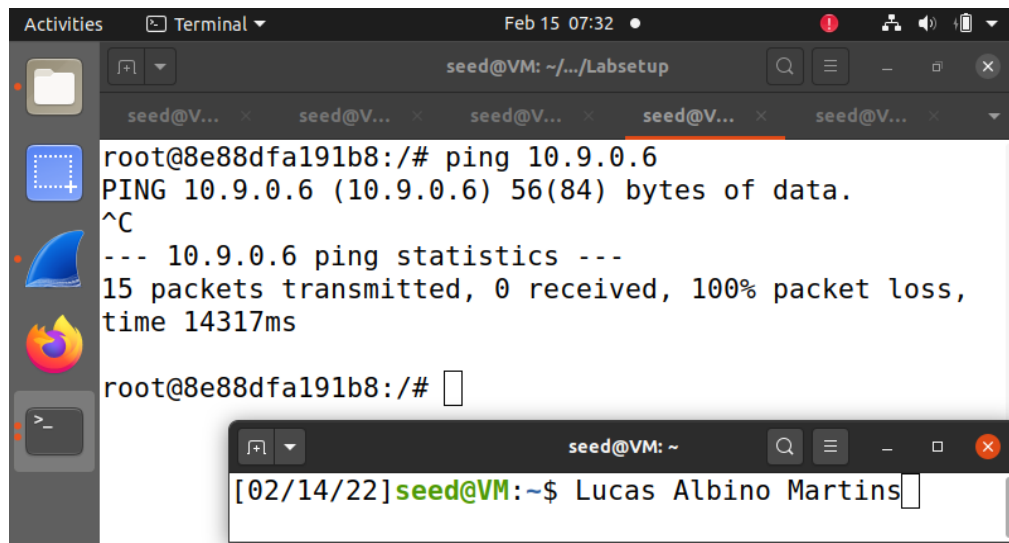 Activities Terminal Feb 15 07:32
seed@VM: ~/.../Labsetup
seed@V... seed@V... seed@V... seed@V... seed@V...
root@8e88dfa191b8:/# ping 10.9.0.6
PING 10.9.0.6 (10.9.0.6) 56(84) bytes of data.
^C
--- 10.9.0.6 ping statistics ---
15 packets transmitted, 0 received, 100% packet loss,
time 14317ms
root@8e88dfa191b8:/#
seed@VM: ~
[02/14/22]seed@VM:~$ Lucas Albino Martins